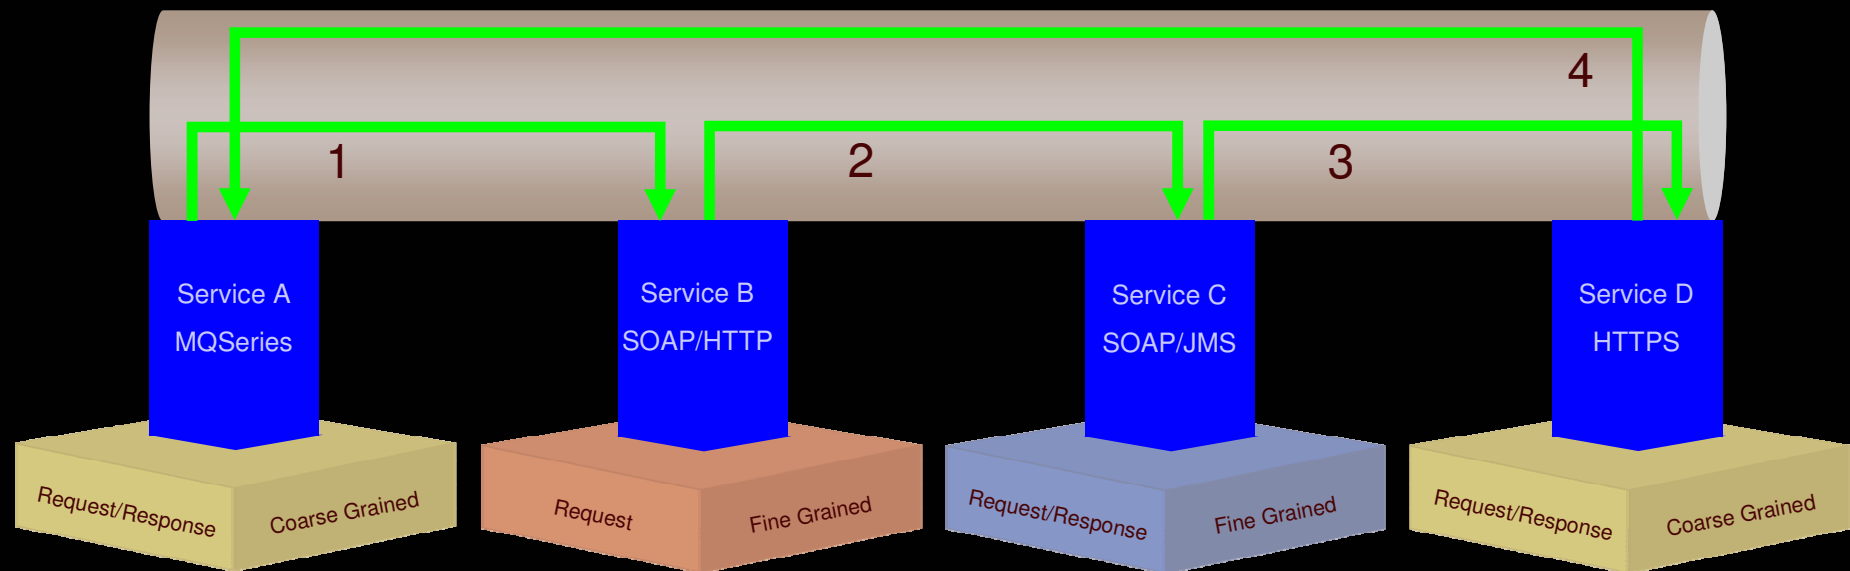 4
1
2
3
Service A
MQSeries
Service B
SOAP/HTTP
Service C
SOAP/JMS
Service D
HTTPS
Request/Response
Coarse Grained
Request
Fine Grained
Request/Response
Fine Grained
Request/Response
Coarse Grained